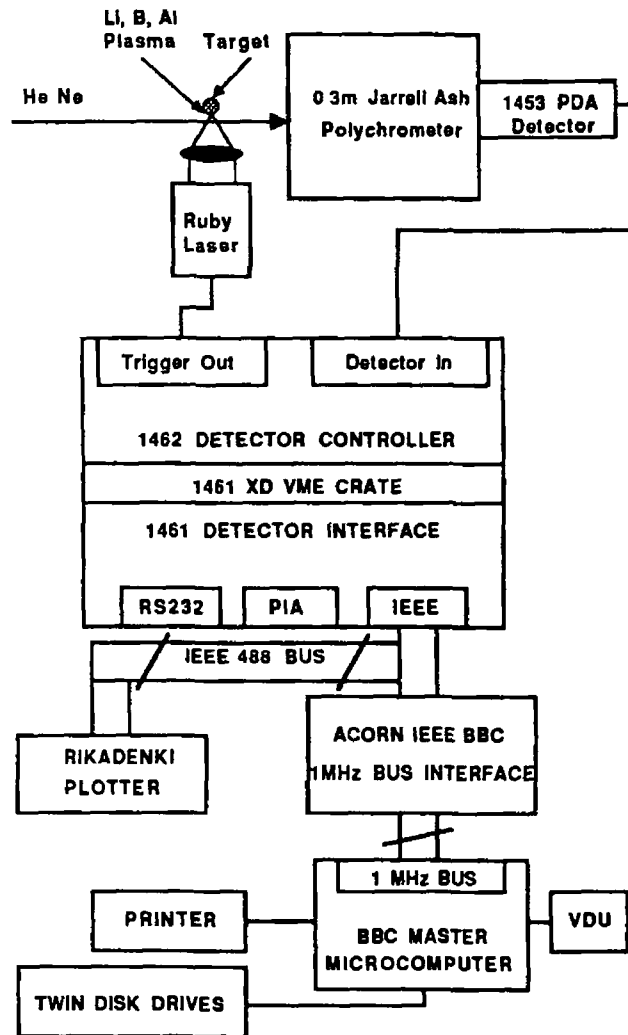 Li, B, Al
Plasma
Target
He Ne
0 3m Jarrell Ash
Polychrometer
1453 PDA
Detector
Ruby
Laser
Trigger Out
Detector In
1462 DETECTOR CONTROLLER
1461 XD VME CRATE
1461 DETECTOR INTERFACE
RS232
PIA
IEEE
IEEE 488 BUS
RIKADENKI
PLOTTER
ACORN IEEE BBC
1MHz BUS INTERFACE
1 MHz BUS
PRINTER
BBC MASTER
MICROCOMPUTER
VDU
TWIN DISK DRIVES